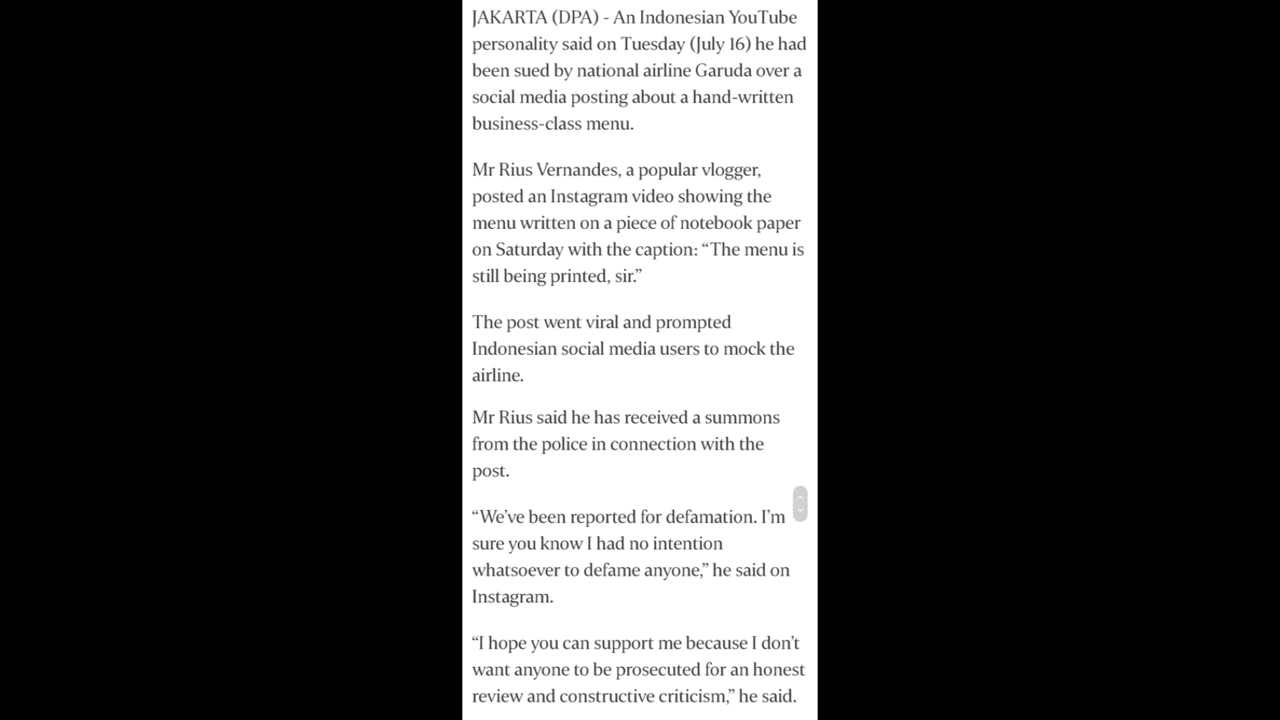 JAKARTA (DPA) - An Indonesian YouTube
personality said on Tuesday (July 16) he had
been sued by national airline Garuda over a
social media posting about a hand-written
business-class menu.
Mr Rius Vernandes, a popular vlogger,
posted an Instagram video showing the
menu written on a piece of notebook paper
on Saturday with the caption: “The menu is
still being printed, sir.”
The post went viral and prompted
Indonesian social media users to mock the
airline.
Mr Rius said he has received a summons
from the police in connection with the
post.
“We’ve been reported for defamation. I’m
sure you know I had no intention
whatsoever to defame anyone,” he said on
Instagram.
“I hope you can support me because I don’t
want anyone to be prosecuted for an honest
review and constructive criticism,” he said.